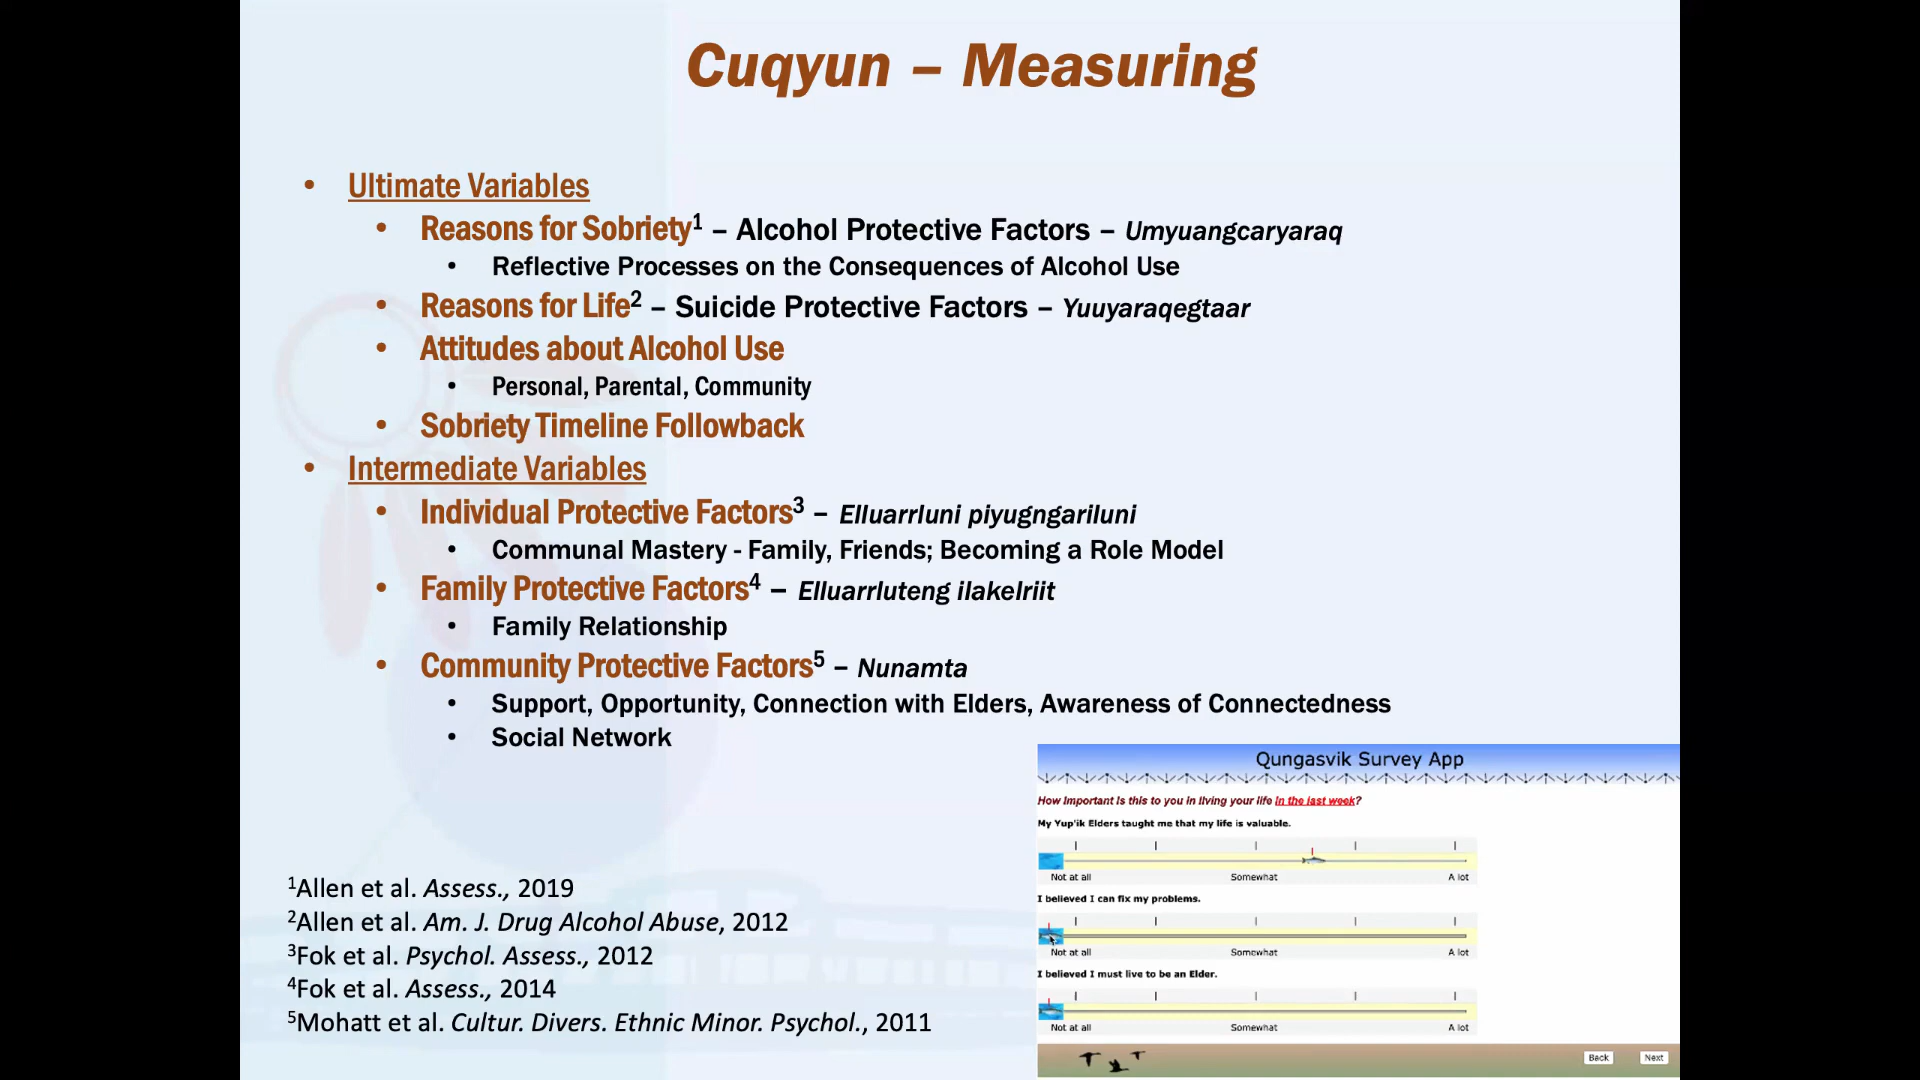 Cuqyun – Measuring
• Ultimate Variables
• Reasons for Sobriety¹ – Alcohol Protective Factors – Umyuangcaryaraq
• Reflective Processes on the Consequences of Alcohol Use
• Reasons for Life² – Suicide Protective Factors – Yuuyaraqegtaar
• Attitudes about Alcohol Use
• Personal, Parental, Community
• Sobriety Timeline Followback
• Intermediate Variables
• Individual Protective Factors³ – Elluarrluni piyugngariluni
• Communal Mastery - Family, Friends; Becoming a Role Model
• Family Protective Factors⁴ – Elluarrluteng ilakelriit
• Family Relationship
• Community Protective Factors⁵ – Nunamta
• Support, Opportunity, Connection with Elders, Awareness of Connectedness
• Social Network
¹Allen et al. Assess., 2019
²Allen et al. Am. J. Drug Alcohol Abuse, 2012
³Fok et al. Psychol. Assess., 2012
⁴Fok et al. Assess., 2014
⁵Mohatt et al. Cultur. Divers. Ethnic Minor. Psychol., 2011
Qungasvik Survey App
How important is this to you in living your life in the last week?
My Yup'ik Elders taught me that my life is valuable.
Not at all Somewhat A lot
I believed I can fix my problems.
Not at all Somewhat A lot
I believed I must live to be an Elder.
Not at all Somewhat A lot
Back Next